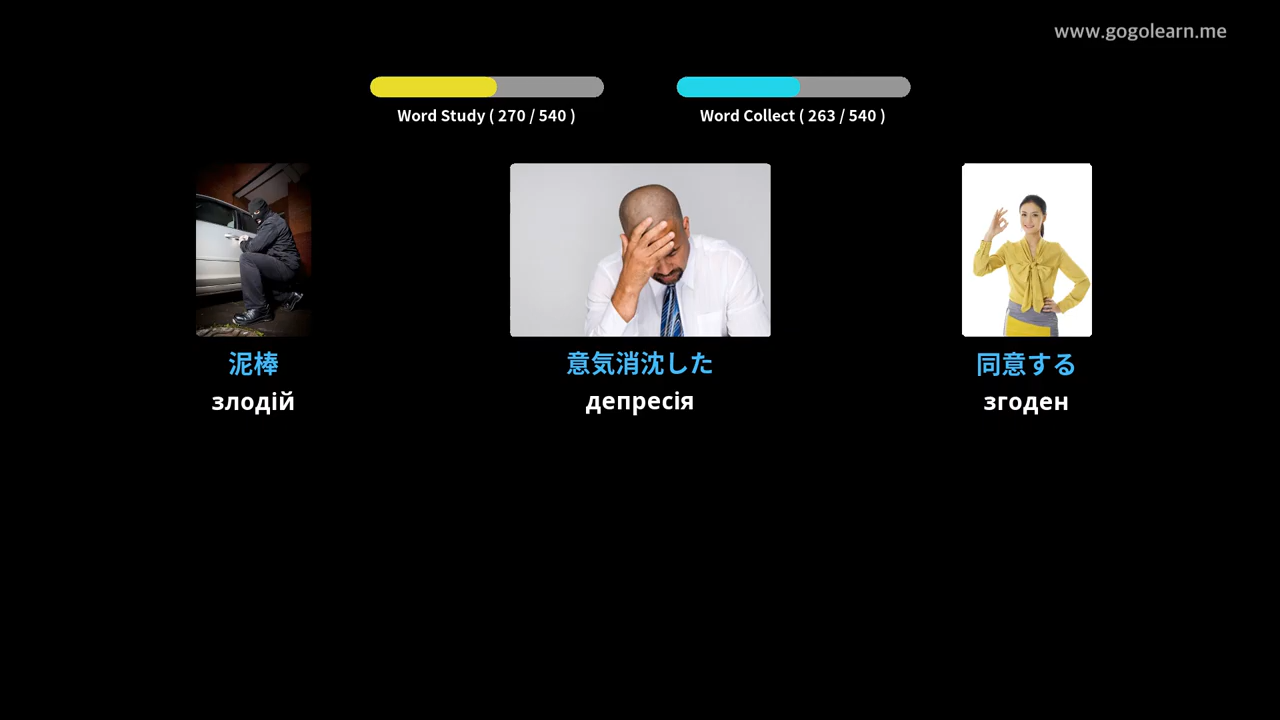 www.gogolearn.me
Word Study ( 270 / 540 )
Word Collect ( 263 / 540 )
泥棒
злодій
意気消沈した
депресія
同意する
згоден